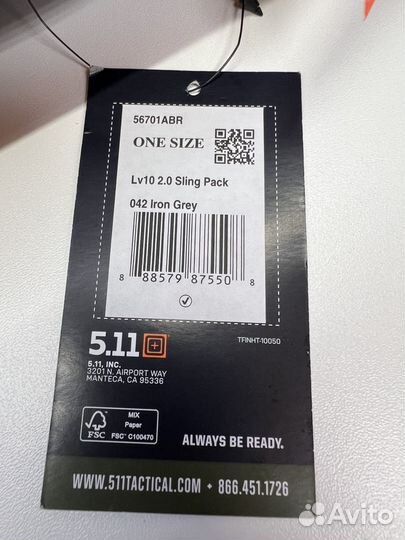 56701ABR
ONE SIZE
Lv10 2.0 Sling Pack
042 Iron Grey
8 88579 87550 8
5.11
TFINHT-10050
5.11, INC.
3201 N. AIRPORT WAY
MANTECA, CA 95336
FSC
MIX
Paper
FSC™ C100470
ALWAYS BE READY.
WWW.511TACTICAL.COM • 866.451.1726
Avito